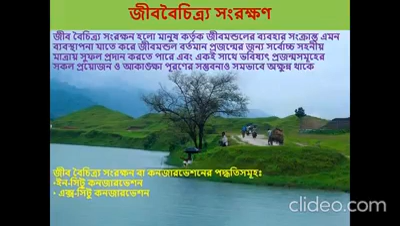 জীববৈচিত্র্য সংরক্ষণ
জীব বৈচিত্র্য সংরক্ষন হলো মানুষ কর্তৃক জীবমন্ডলের ব্যবহার সংক্রান্ত এমন
ব্যবস্থাপনা যাতে করে জীবমন্ডল বর্তমান প্রজন্মের জন্য সর্বোচ্চ সহনীয়
মাত্রায় সুফল প্রদান করতে পারে এবং একই সাথে ভবিষ্যৎ প্রজন্মসমূহের
সকল প্রয়োজন ও আকাঙ্ক্ষা পূরণের সম্ভবনাও সমভাবে অক্ষুন্ন থাকে
জীব বৈচিত্র্য সংরক্ষন বা কনজারভেশনের পদ্ধতিসমূহঃ
•ইন-সিটু কনজারভেশন
• এক্স-সিটু কনজারভেশন
clideo.com